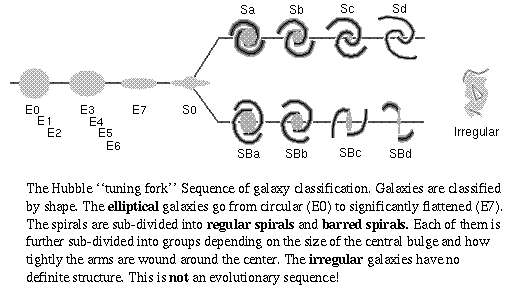 Sa Sb Sc Sd
E0 E3 E7 S0
E1 E4
E2 E5
E6
Irregular
SBa SBb SBc SBd
The Hubble “tuning fork” Sequence of galaxy classification. Galaxies are classified
by shape. The elliptical galaxies go from circular (E0) to significantly flattened (E7).
The spirals are sub-divided into regular spirals and barred spirals. Each of them is
further sub-divided into groups depending on the size of the central bulge and how
tightly the arms are wound around the center. The irregular galaxies have no
definite structure. This is not an evolutionary sequence!